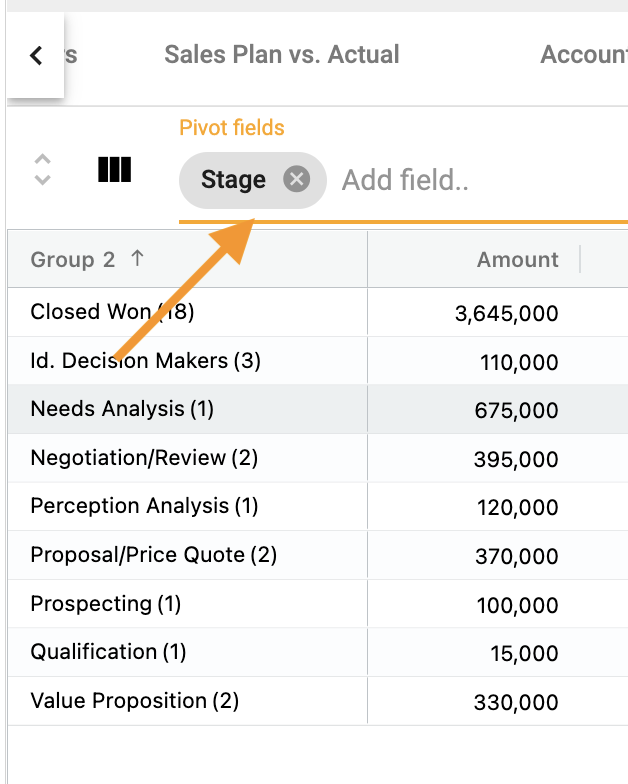 s Sales Plan vs. Actual Accoun
Pivot fields
Stage Add field..
Group 2 ↑ Amount
Closed Won (18) 3,645,000
Id. Decision Makers (3) 110,000
Needs Analysis (1) 675,000
Negotiation/Review (2) 395,000
Perception Analysis (1) 120,000
Proposal/Price Quote (2) 370,000
Prospecting (1) 100,000
Qualification (1) 15,000
Value Proposition (2) 330,000